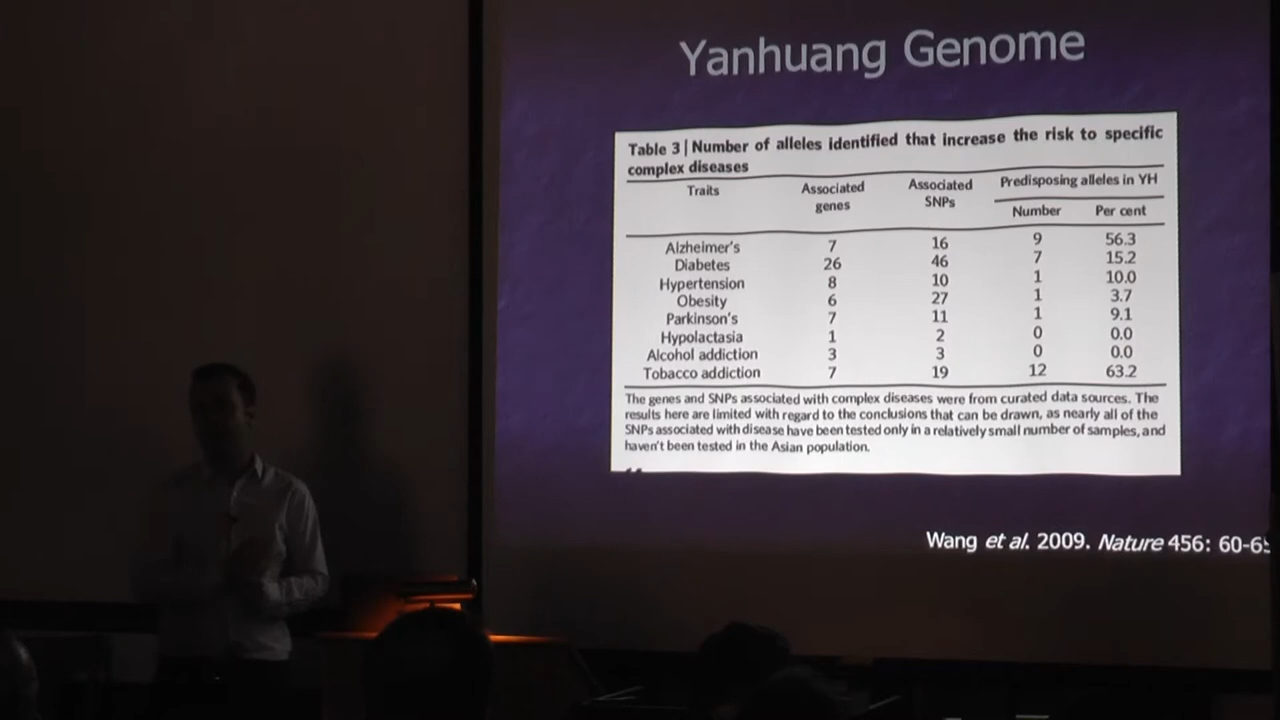 Yanhuang Genome
Table 3 | Number of alleles identified that increase the risk to specific
complex diseases
Traits Associated genes Associated SNPs Predisposing alleles in YH
Number Per cent
Alzheimer's 7 16 9 56.3
Diabetes 26 46 7 15.2
Hypertension 8 10 1 10.0
Obesity 6 27 1 3.7
Parkinson's 7 11 1 9.1
Hypolactasia 1 2 0 0.0
Alcohol addiction 3 3 0 0.0
Tobacco addiction 7 19 12 63.2
The genes and SNPs associated with complex diseases were from curated data sources. The
results here are limited with regard to the conclusions that can be drawn, as nearly all of the
SNPs associated with disease have been tested only in a relatively small number of samples, and
haven't been tested in the Asian population.
Wang et al. 2009. Nature 456: 60-65